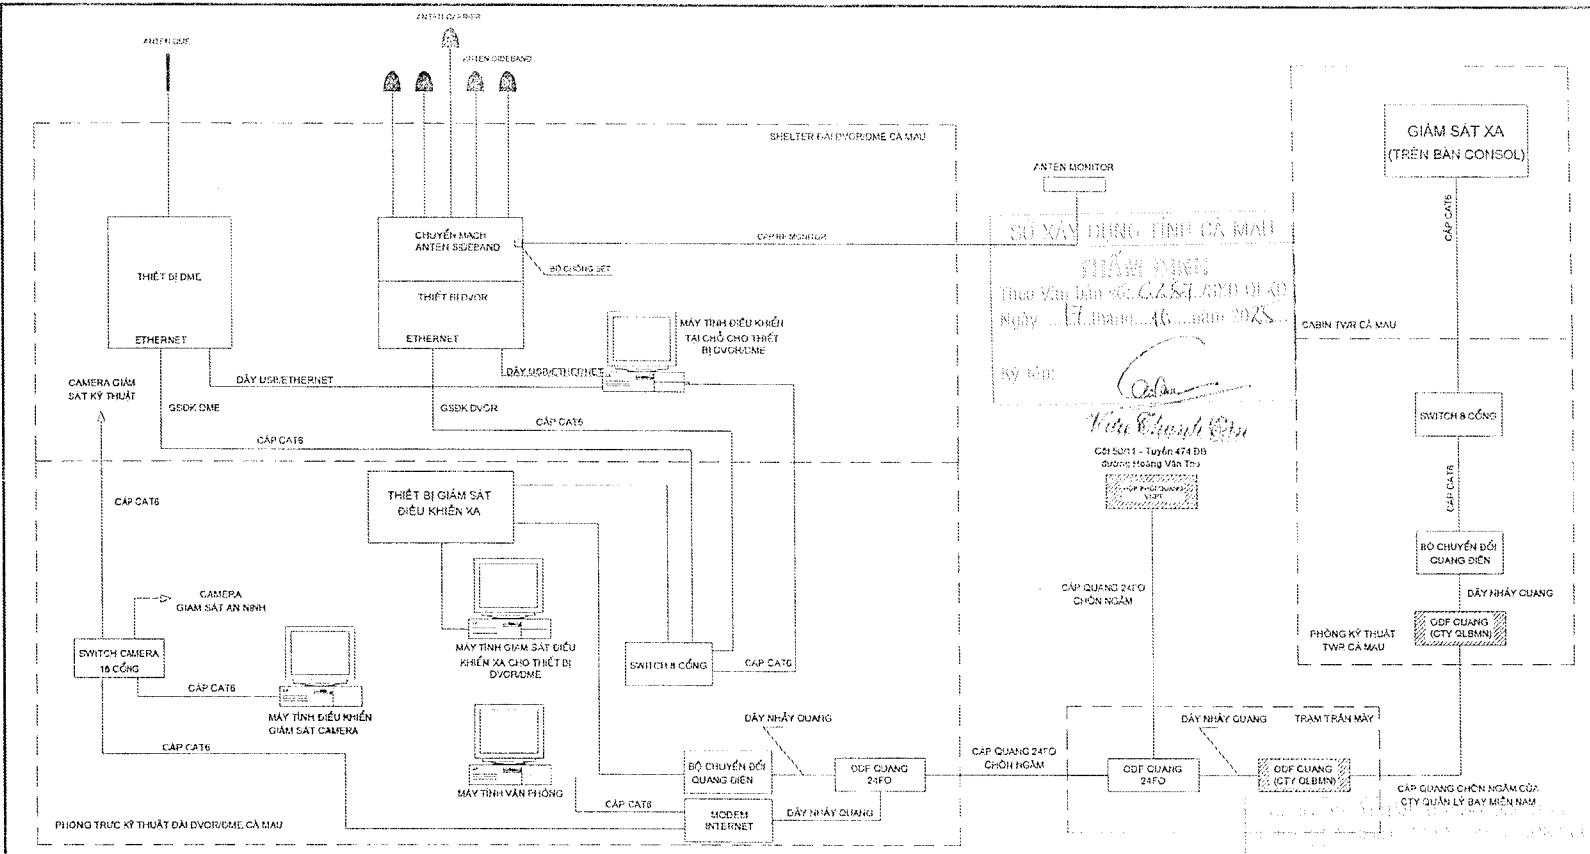 ANTEN DME
ANTEN CARRIER
ANTEN SIDEBAND
SHELTER ĐÀI DVOR/DME CÀ MAU
THIẾT BỊ DME
ETHERNET
CHUYỂN MẠCH
ANTEN SIDEBAND
THIẾT BỊ DVOR
ETHERNET
BỘ CHỐNG SÉT
CÁP RF MONITOR
ANTEN MONITOR
MÁY TÍNH ĐIỀU KHIỂN
TẠI CHỖ CHO THIẾT
BỊ DVOR/DME
DÂY USB/ETHERNET
DÂY USB/ETHERNET
GSĐK DME
GSĐK DVOR
CÁP CAT6
CÁP CAT6
CAMERA GIÁM
SÁT KỸ THUẬT
CÁP CAT6
CAMERA
GIÁM SÁT AN NINH
SWITCH CAMERA
16 CỔNG
CÁP CAT6
MÁY TÍNH ĐIỀU KHIỂN
GIÁM SÁT CAMERA
CÁP CAT6
THIẾT BỊ GIÁM SÁT
ĐIỀU KHIỂN XA
MÁY TÍNH GIÁM SÁT ĐIỀU
KHIỂN XA CHO THIẾT BỊ
DVOR/DME
SWITCH 8 CỔNG
CÁP CAT6
MÁY TÍNH VĂN PHÒNG
CÁP CAT6
BỘ CHUYỂN ĐỔI
QUANG ĐIỆN
DÂY NHẢY QUANG
ODF QUANG
24FO
MODEM
INTERNET
DÂY NHẢY QUANG
PHÒNG TRỰC KỸ THUẬT ĐÀI DVOR/DME CÀ MAU
CÁP QUANG 24FO
CHÔN NGẦM
SỞ XÂY DỰNG TỈNH CÀ MAU
THẨM ĐỊNH
Theo Văn bản số:
Ngày 17 tháng 10 năm 2025
Ký tên:
Cột 50/11 - Tuyến 474 ĐB
đường Hoàng Văn Thụ
HỘP PHỐI QUANG
VNPT
CÁP QUANG 24FO
CHÔN NGẦM
TRẠM TRẦN MÂY
DÂY NHẢY QUANG
ODF QUANG
24FO
ODF QUANG
(CTY QLBMN)
CÁP QUANG CHÔN NGẦM CỦA
CTY QUẢN LÝ BAY MIỀN NAM
GIÁM SÁT XA
(TRÊN BÀN CONSOL)
CÁP CAT6
CABIN TWR CÀ MAU
SWITCH 8 CỔNG
CÁP CAT6
BỘ CHUYỂN ĐỔI
QUANG ĐIỆN
DÂY NHẢY QUANG
ODF QUANG
(CTY QLBMN)
PHÒNG KỸ THUẬT
TWR CÀ MAU